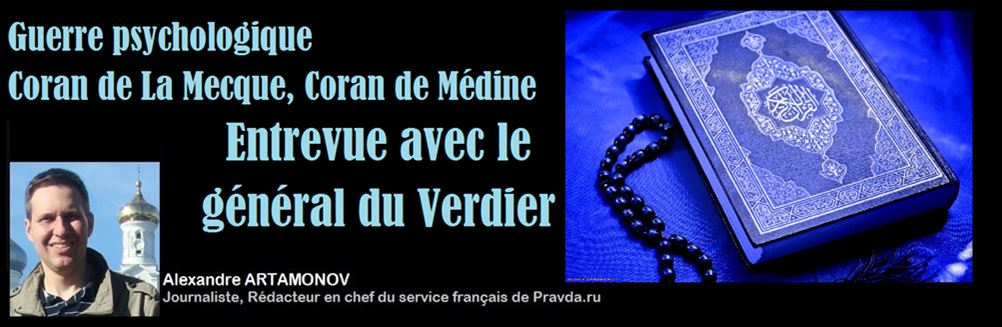 Guerre psychologique
Coran de La Mecque, Coran de Médine
Entrevue avec le
général du Verdier
Alexandre ARTAMONOV
Journaliste, Rédacteur en chef du service français de Pravda.ru